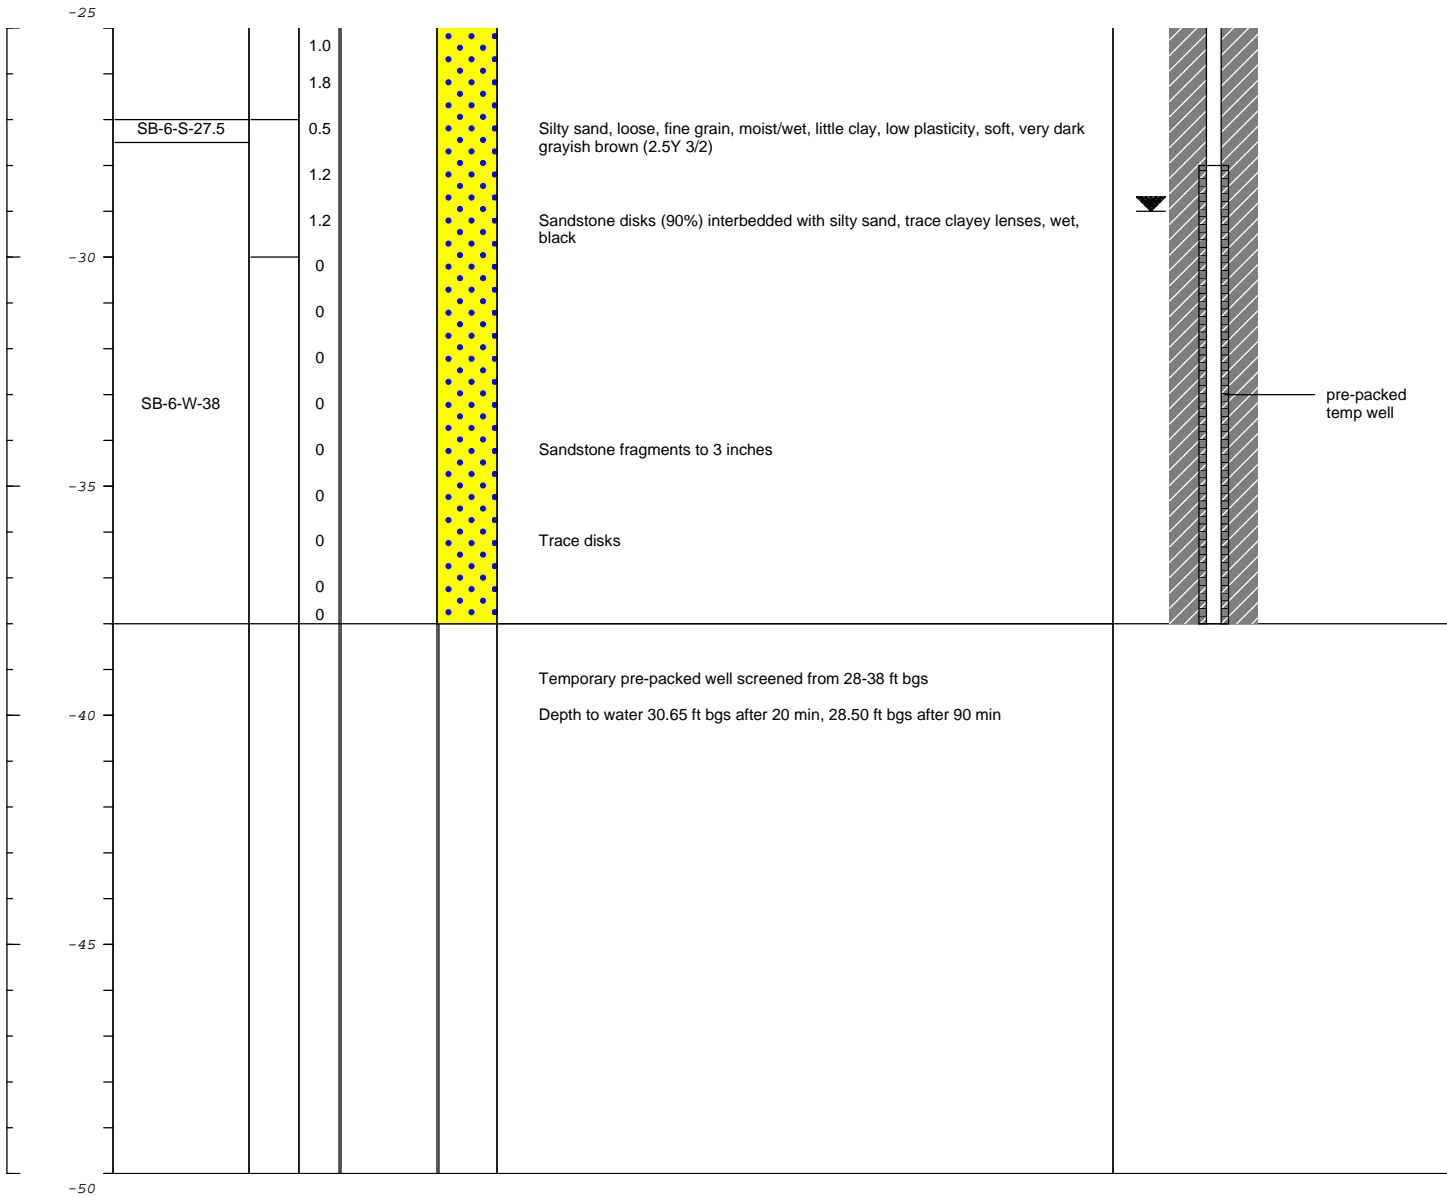 -25
1.0
1.8
SB-6-S-27.5
0.5
Silty sand, loose, fine grain, moist/wet, little clay, low plasticity, soft, very dark
grayish brown (2.5Y 3/2)
1.2
1.2
Sandstone disks (90%) interbedded with silty sand, trace clayey lenses, wet,
black
-30
0
0
0
SB-6-W-38
0
pre-packed
temp well
0
Sandstone fragments to 3 inches
-35
0
0
Trace disks
0
0
Temporary pre-packed well screened from 28-38 ft bgs
-40
Depth to water 30.65 ft bgs after 20 min, 28.50 ft bgs after 90 min
-45
-50